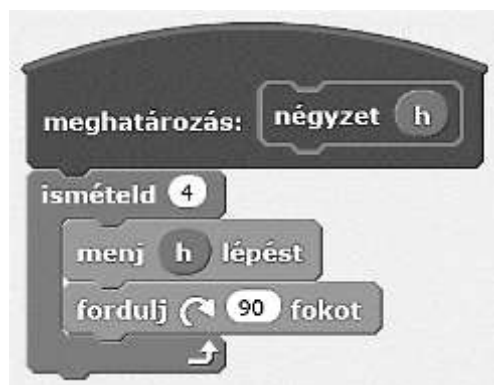 meghatározás: négyzet h
ismételd 4
menj h lépést
fordulj 90 fokot